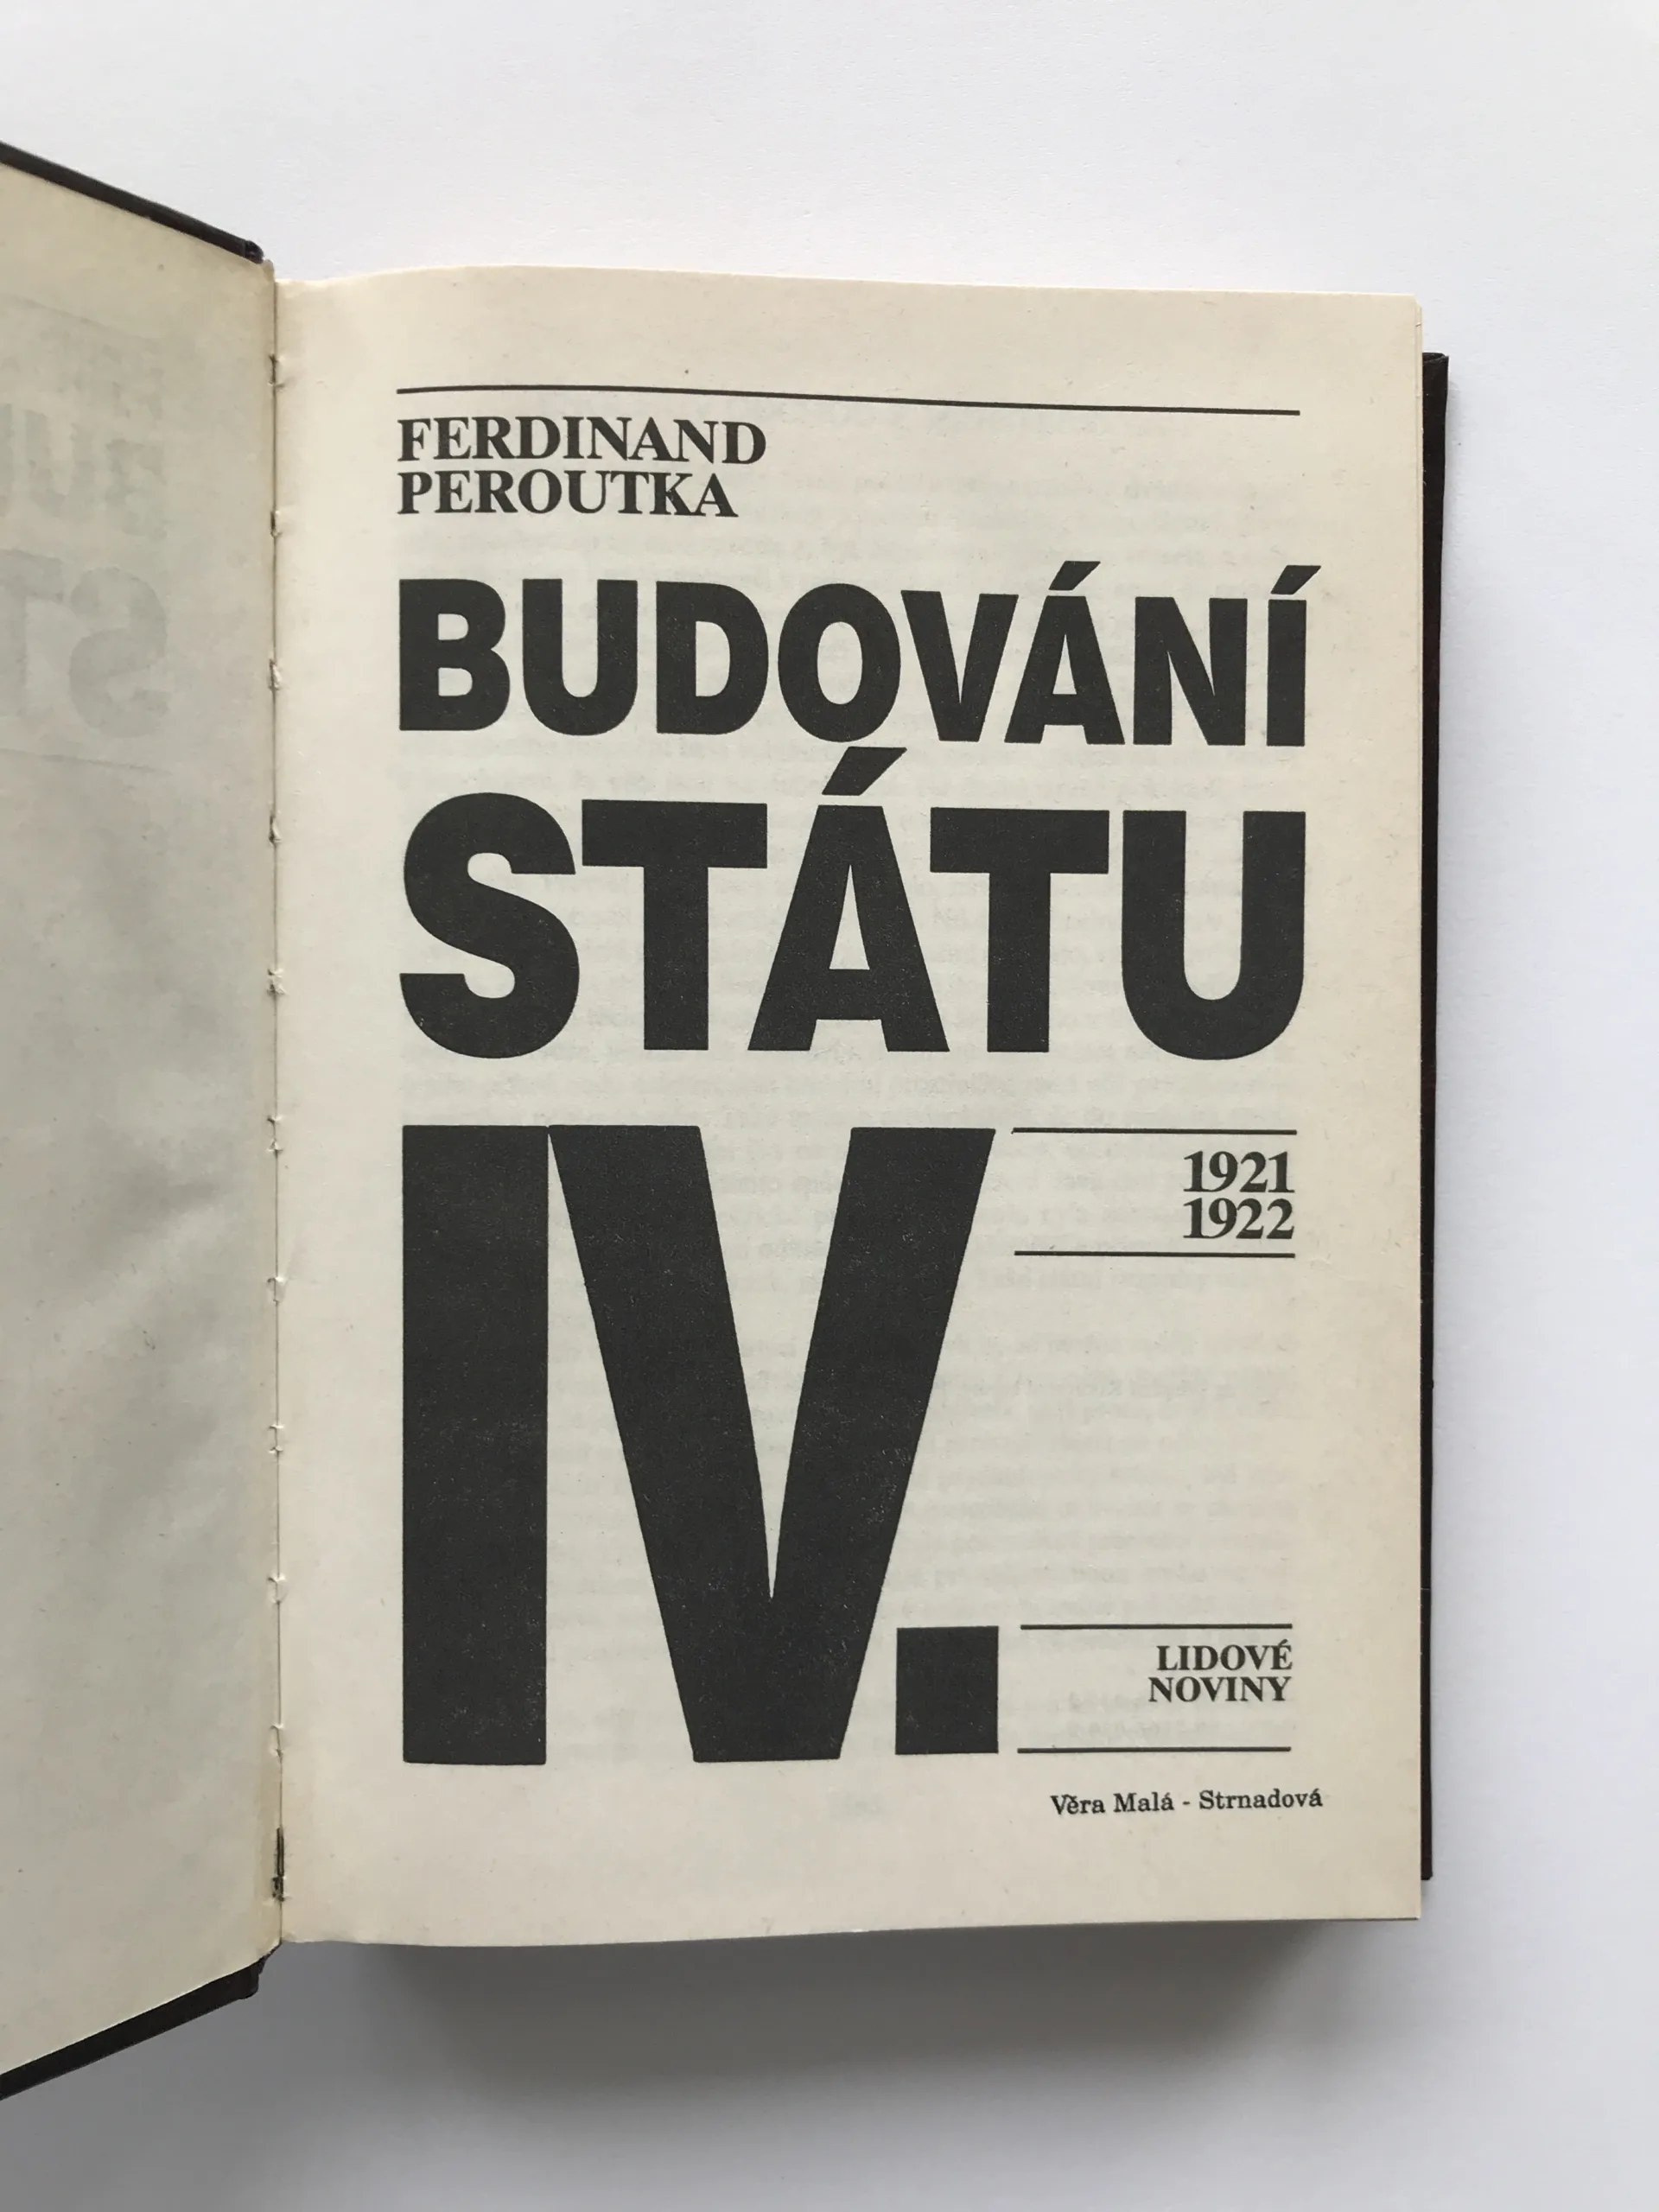 FERDINAND
PEROUTKA
BUDOVÁNÍ
STÁTU
IV.
1921
1922
LIDOVÉ
NOVINY
Věra Malá - Strnadová